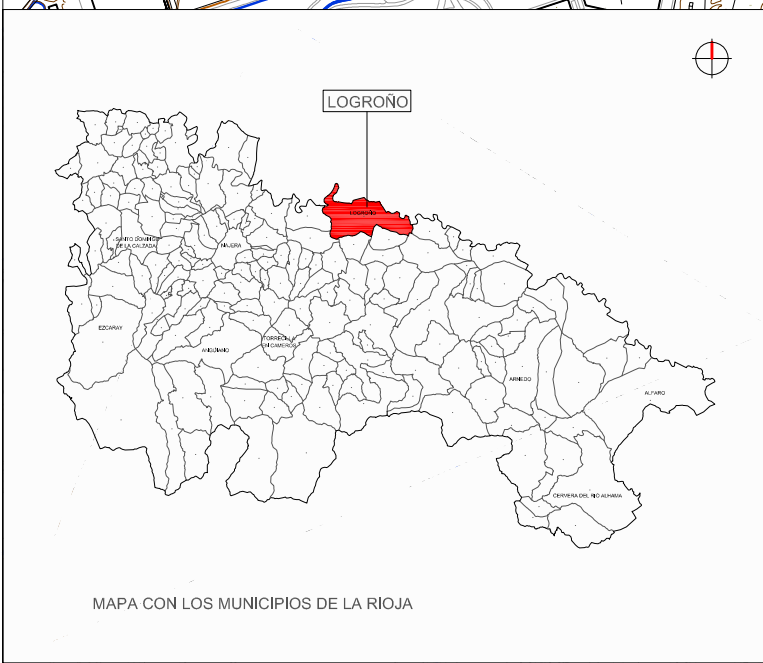 LOGROÑO
LOGROÑO
SANTO DOMINGO
DE LA CALZADA
NAJERA
EZCARAY
ANGUIANO
TORRECILLA
EN CAMEROS
ARNEDO
ALFARO
CERVERA DEL RIO ALHAMA
MAPA CON LOS MUNICIPIOS DE LA RIOJA